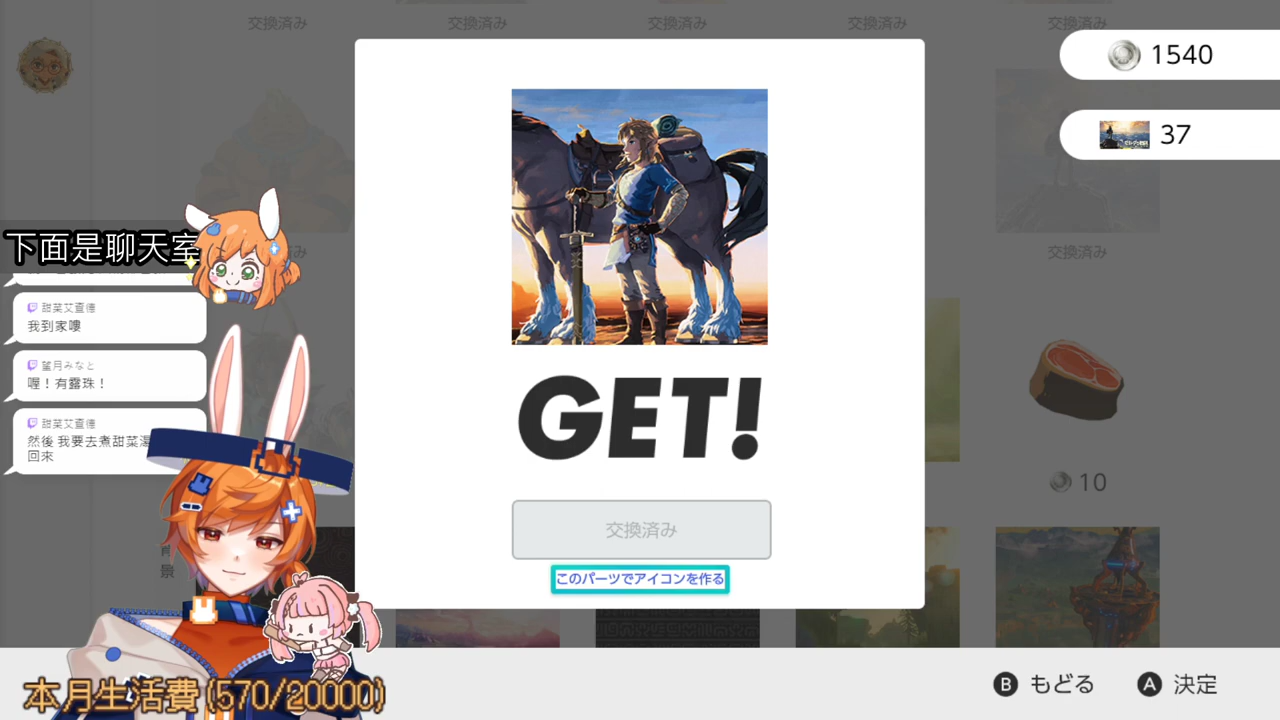 交換済み
交換済み
交換済み
交換済み
交換済み
1540
37
下面是聊天室
甜菜艾查德
我到家嘍
望月みなと
喔！有露珠！
甜菜艾查德
然後 我要去煮甜菜湯
回來
交換済み
GET!
10
交換済み
このパーツでアイコンを作る
背
景
本月生活費(570/20000)
B もどる
A 決定